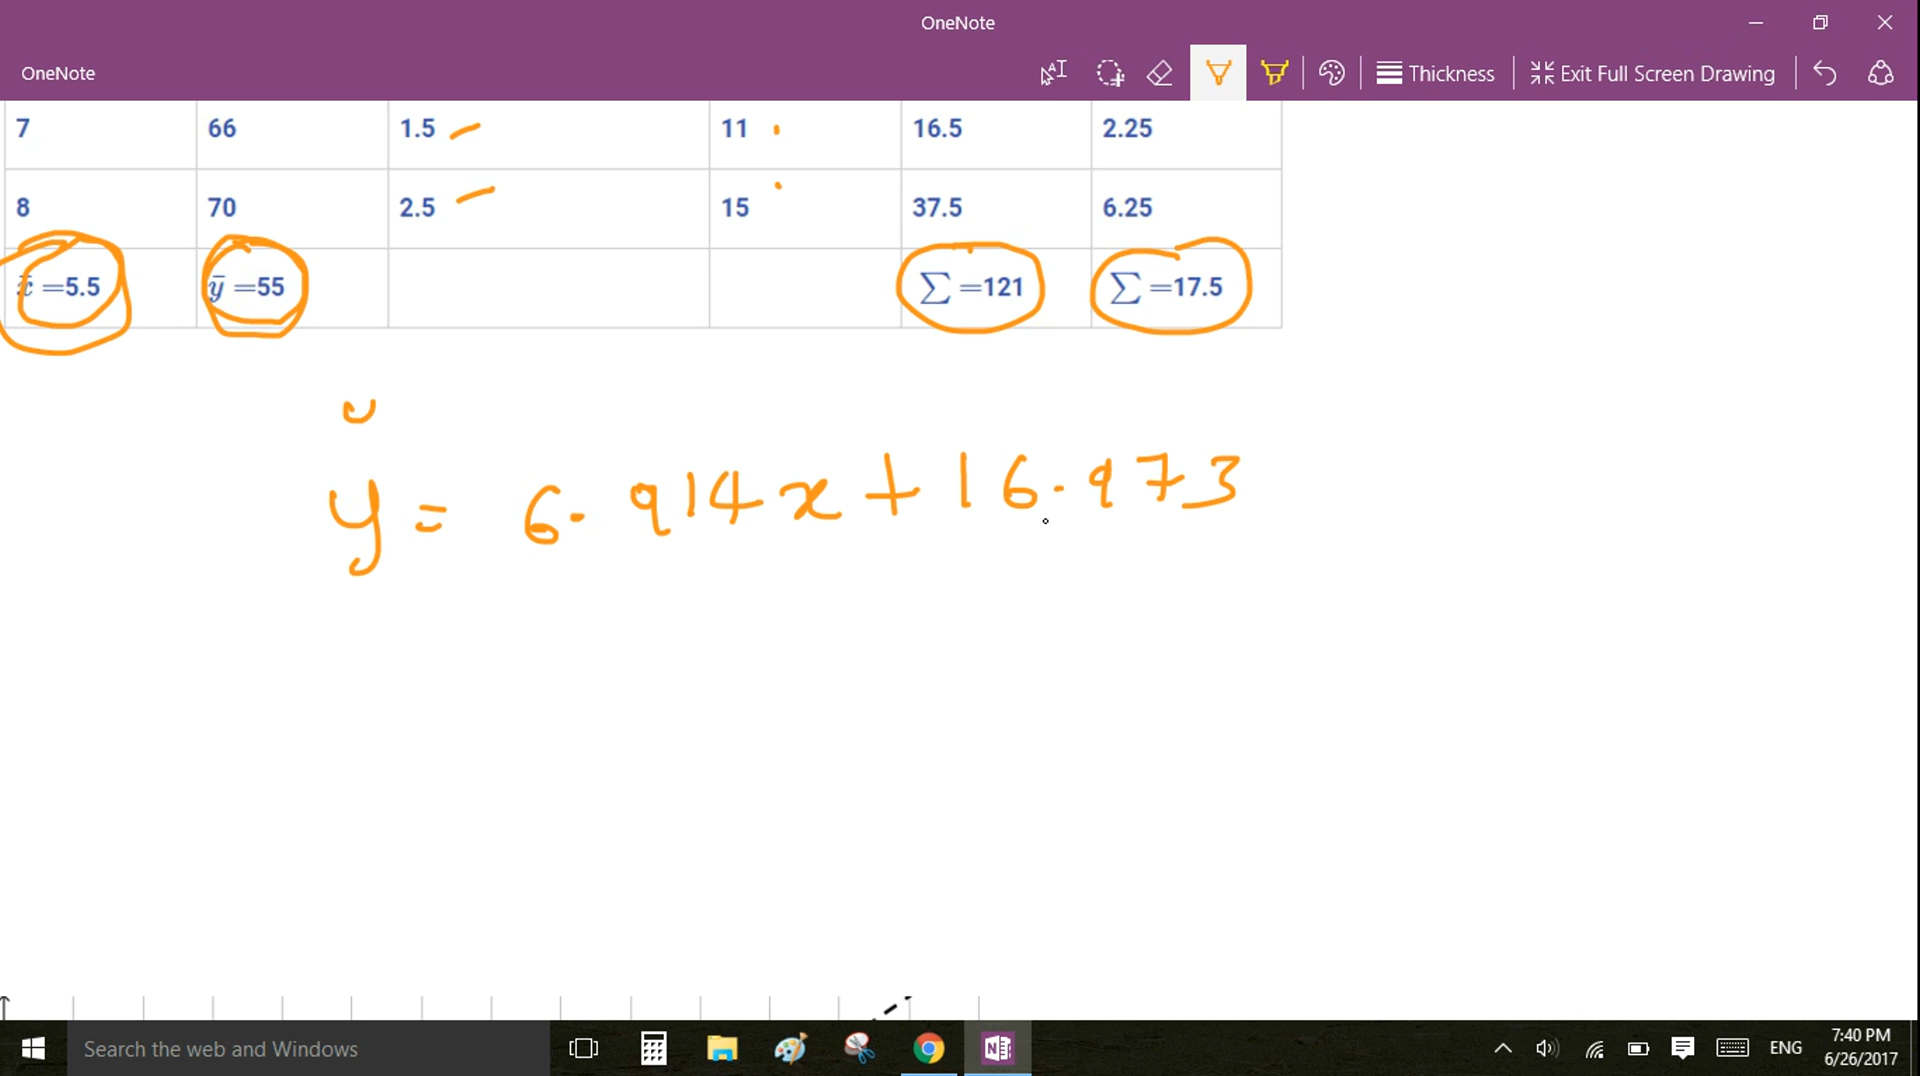 OneNote
OneNote
Thickness
Exit Full Screen Drawing
7 66 1.5 11 16.5 2.25
8 70 2.5 15 37.5 6.25
x̄ =5.5 ȳ =55 ∑ =121 ∑ =17.5
y = 6.914x + 16.973
Search the web and Windows
ENG
7:40 PM
6/26/2017